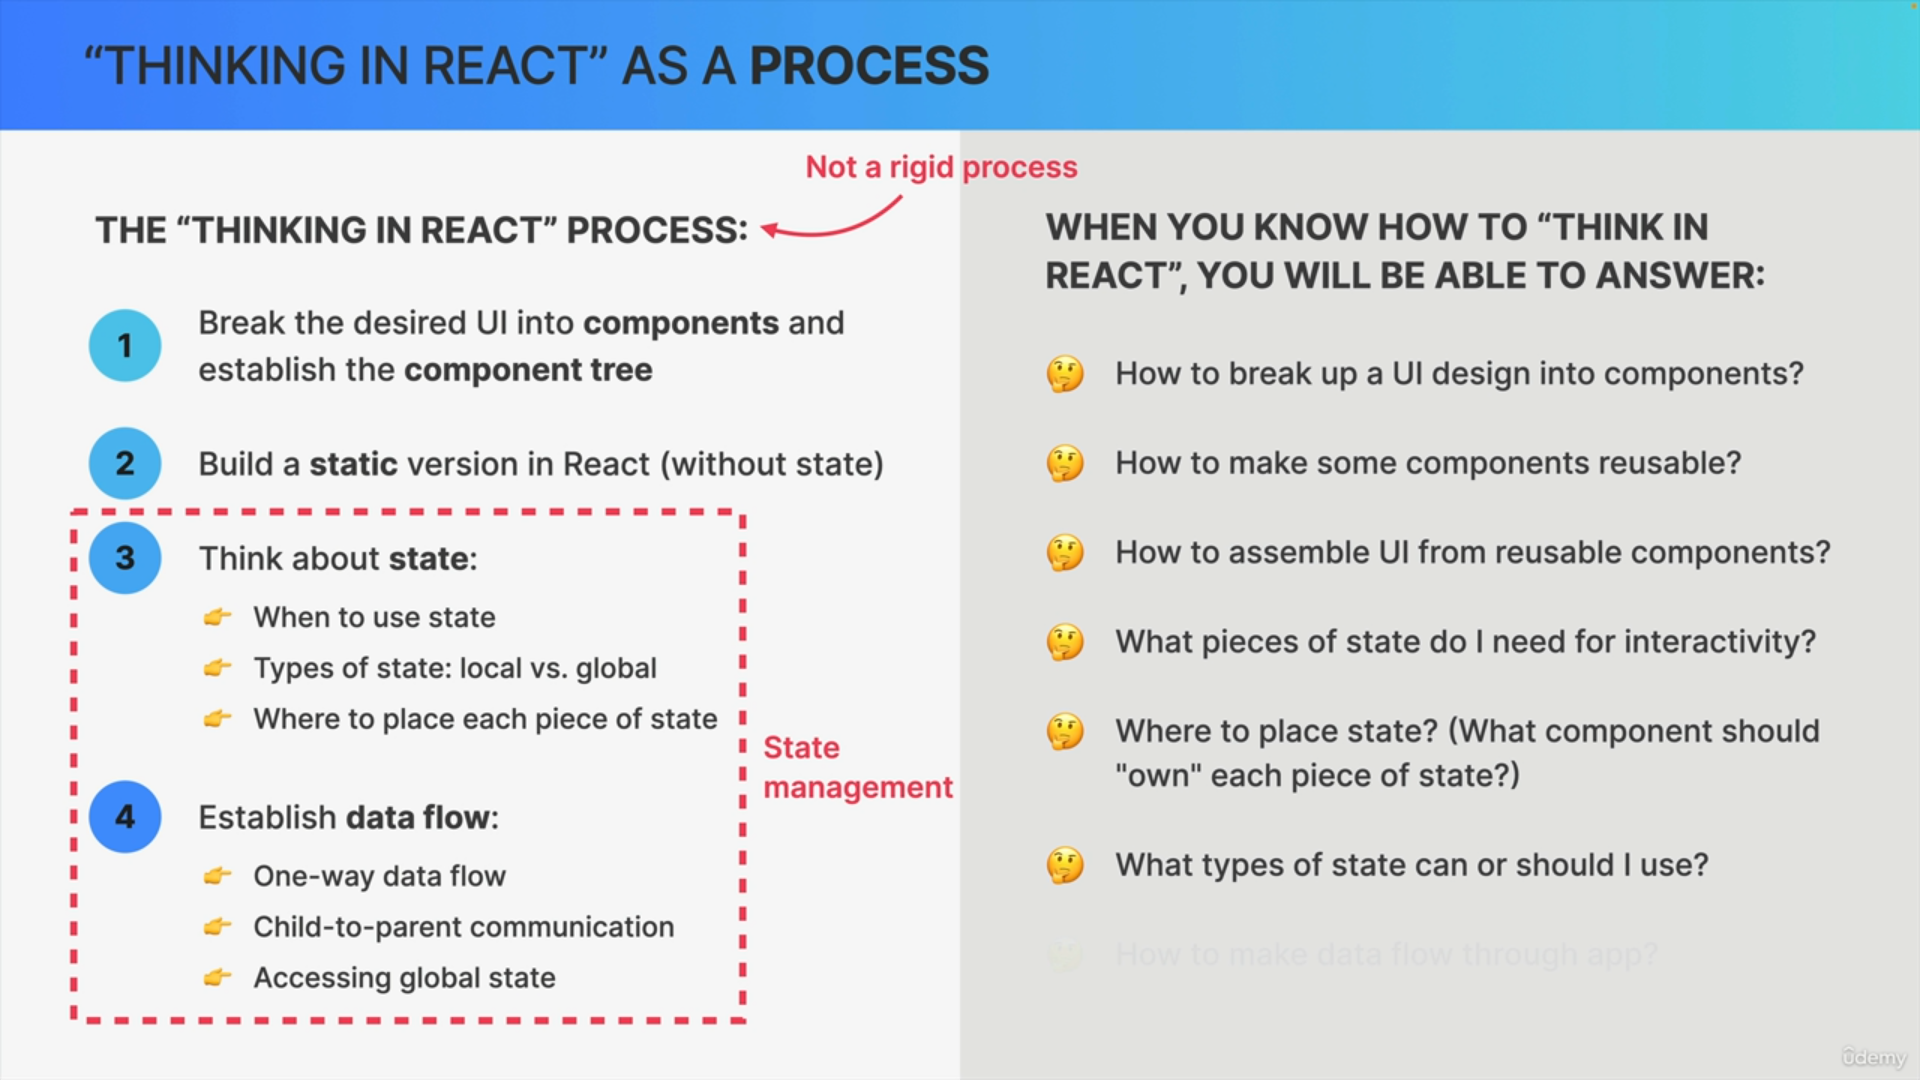 “THINKING IN REACT” AS A PROCESS
Not a rigid process
THE “THINKING IN REACT” PROCESS:
1
Break the desired UI into components and
establish the component tree
2
Build a static version in React (without state)
3
Think about state:
👉 When to use state
👉 Types of state: local vs. global
👉 Where to place each piece of state
4
Establish data flow:
👉 One-way data flow
👉 Child-to-parent communication
👉 Accessing global state
State
management
WHEN YOU KNOW HOW TO “THINK IN
REACT”, YOU WILL BE ABLE TO ANSWER:
🤔 How to break up a UI design into components?
🤔 How to make some components reusable?
🤔 How to assemble UI from reusable components?
🤔 What pieces of state do I need for interactivity?
🤔 Where to place state? (What component should
"own" each piece of state?)
🤔 What types of state can or should I use?
🤔 How to make data flow through app?
ûdemy